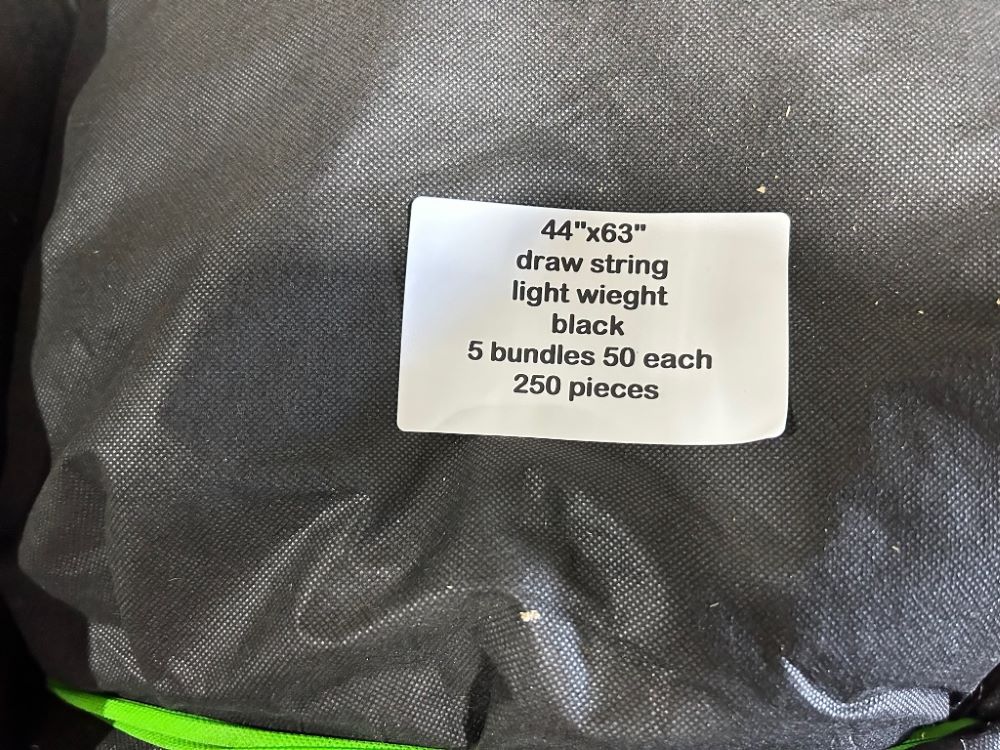 44"x63"
draw string
light wieght
black
5 bundles 50 each
250 pieces